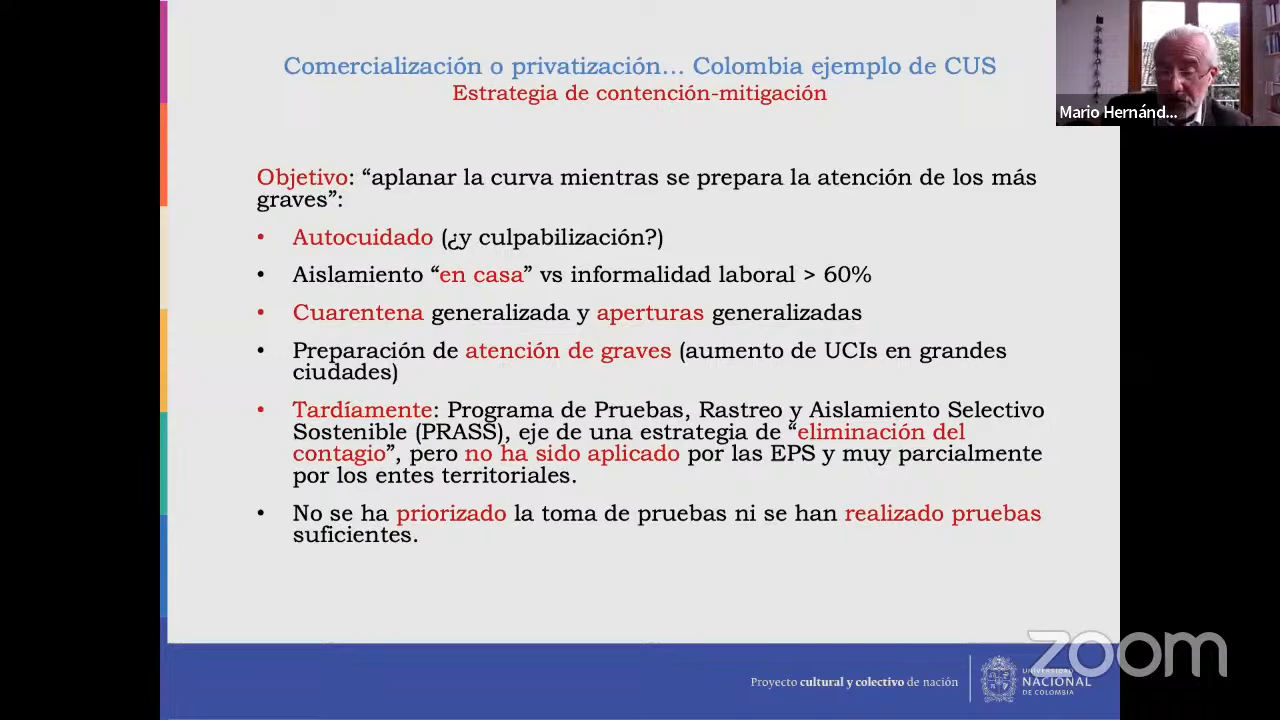 Comercialización o privatización... Colombia ejemplo de CUS
Estrategia de contención-mitigación
Mario Hernánd...
Objetivo: “aplanar la curva mientras se prepara la atención de los más
graves”:
• Autocuidado (¿y culpabilización?)
• Aislamiento “en casa” vs informalidad laboral > 60%
• Cuarentena generalizada y aperturas generalizadas
• Preparación de atención de graves (aumento de UCIs en grandes
ciudades)
• Tardíamente: Programa de Pruebas, Rastreo y Aislamiento Selectivo
Sostenible (PRASS), eje de una estrategia de “eliminación del
contagio”, pero no ha sido aplicado por las EPS y muy parcialmente
por los entes territoriales.
• No se ha priorizado la toma de pruebas ni se han realizado pruebas
suficientes.
zoom
Proyecto cultural y colectivo de nación
UNIVERSIDAD
NACIONAL
DE COLOMBIA